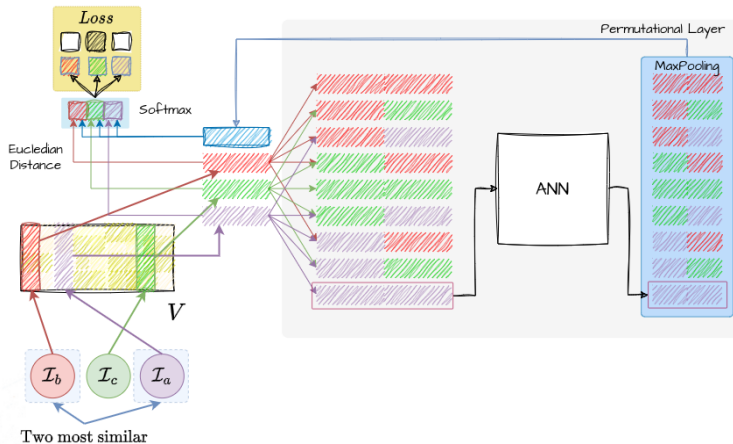 Loss
Permutational Layer
MaxPooling
Softmax
Eucledian
Distance
ANN
V
I_b
I_c
I_a
Two most similar